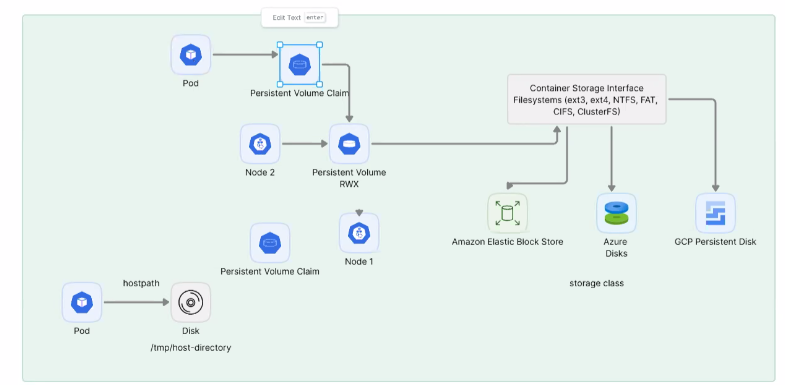 Edit Text enter
Pod
Persistent Volume Claim
Container Storage Interface
Filesystems (ext3, ext4, NTFS, FAT,
CIFS, ClusterFS)
Node 2
Persistent Volume
RWX
Amazon Elastic Block Store
Azure
Disks
GCP Persistent Disk
Node 1
Persistent Volume Claim
storage class
hostpath
Pod
Disk
/tmp/host-directory